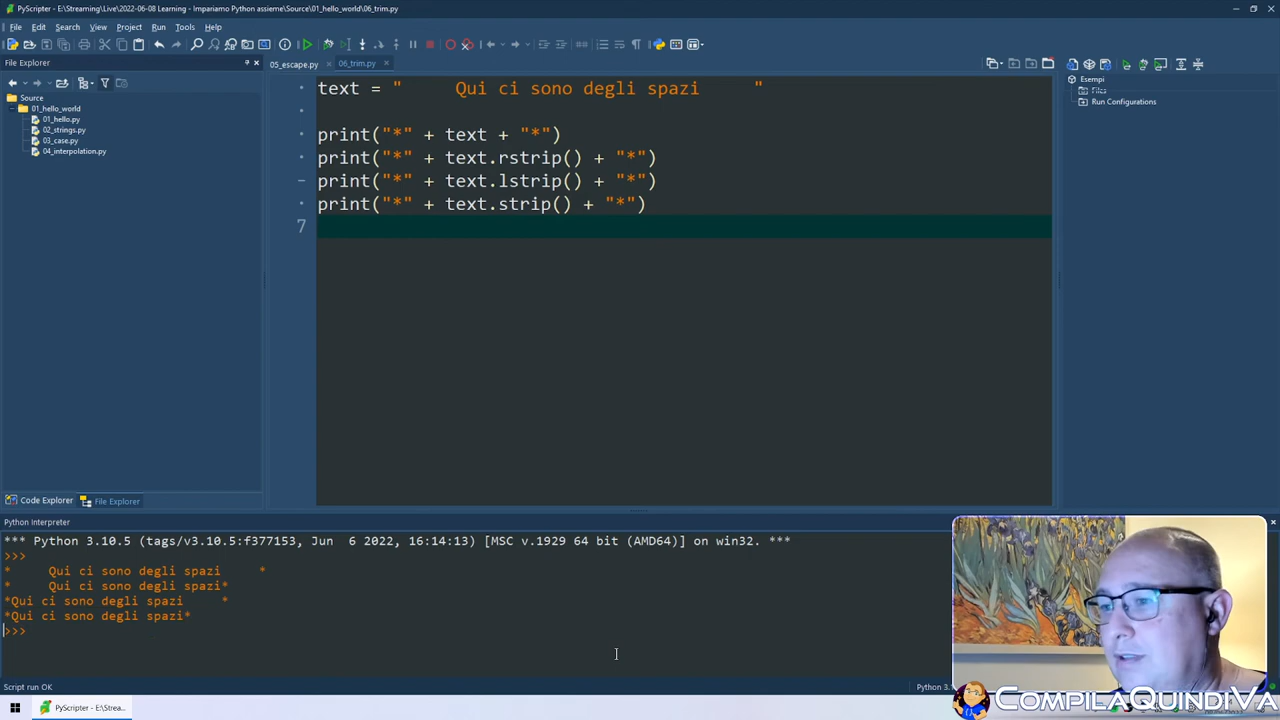 PyScripter - E:\Streaming\Live\2022-06-08 Learning - Impariamo Python assieme\Source\01_hello_world\06_trim.py
File Edit Search View Project Run Tools Help
File Explorer
05_escape.py
06_trim.py
Source
01_hello_world
01_hello.py
02_strings.py
03_case.py
04_interpolation.py
text = "     Qui ci sono degli spazi     "
print("*" + text + "*")
print("*" + text.rstrip() + "*")
print("*" + text.lstrip() + "*")
print("*" + text.strip() + "*")
7
Esempi
Files
Run Configurations
Code Explorer
File Explorer
Python Interpreter
*** Python 3.10.5 (tags/v3.10.5:f377153, Jun  6 2022, 16:14:13) [MSC v.1929 64 bit (AMD64)] on win32. ***
>>>
*     Qui ci sono degli spazi     *
*     Qui ci sono degli spazi*
*Qui ci sono degli spazi     *
*Qui ci sono degli spazi*
>>>
Script run OK
Python 3.1
PyScripter - E:\Strea...
COMPILAQUINDIVA